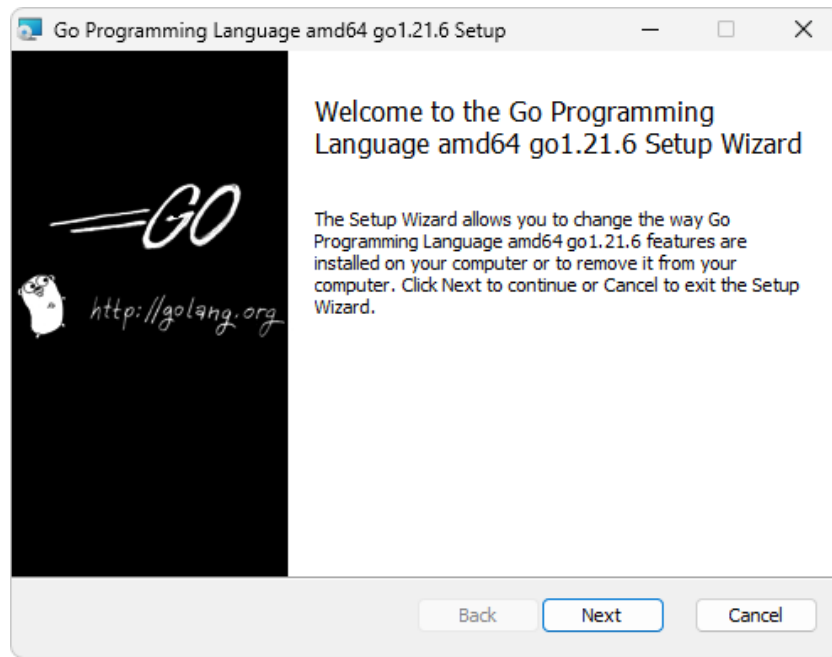 Go Programming Language amd64 go1.21.6 Setup
Welcome to the Go Programming
Language amd64 go1.21.6 Setup Wizard
GO
http://golang.org
The Setup Wizard allows you to change the way Go
Programming Language amd64 go1.21.6 features are
installed on your computer or to remove it from your
computer. Click Next to continue or Cancel to exit the Setup
Wizard.
Back
Next
Cancel